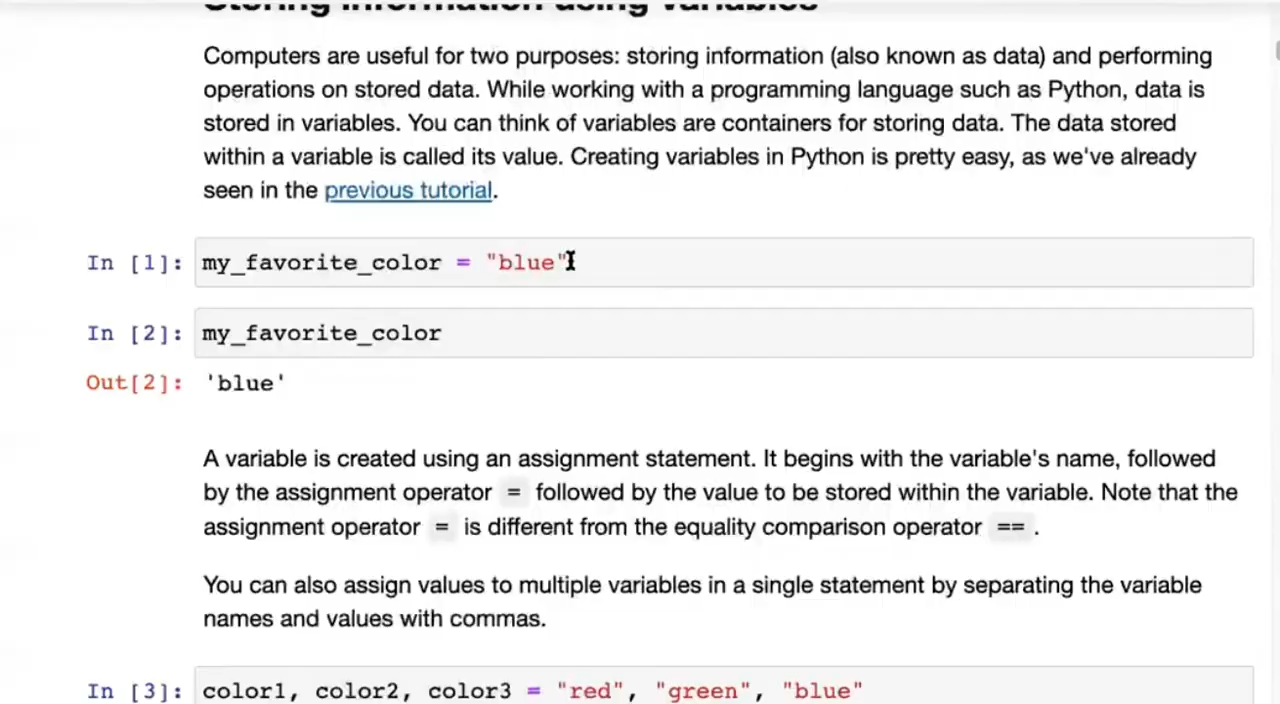 Storing information using variables
Computers are useful for two purposes: storing information (also known as data) and performing
operations on stored data. While working with a programming language such as Python, data is
stored in variables. You can think of variables are containers for storing data. The data stored
within a variable is called its value. Creating variables in Python is pretty easy, as we've already
seen in the previous tutorial.
In [1]: my_favorite_color = "blue"
In [2]: my_favorite_color
Out[2]: 'blue'
A variable is created using an assignment statement. It begins with the variable's name, followed
by the assignment operator = followed by the value to be stored within the variable. Note that the
assignment operator = is different from the equality comparison operator == .
You can also assign values to multiple variables in a single statement by separating the variable
names and values with commas.
In [3]: color1, color2, color3 = "red", "green", "blue"